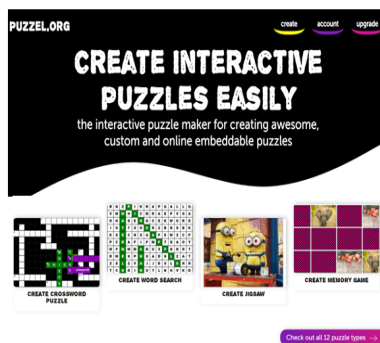 PUZZEL.ORG
create account upgrade
CREATE INTERACTIVE
PUZZLES EASILY
the interactive puzzle maker for creating awesome,
custom and online embeddable puzzles
CREATE CROSSWORD
PUZZLE
CREATE WORD SEARCH
CREATE JIGSAW
CREATE MEMORY GAME
Check out all 12 puzzle types →